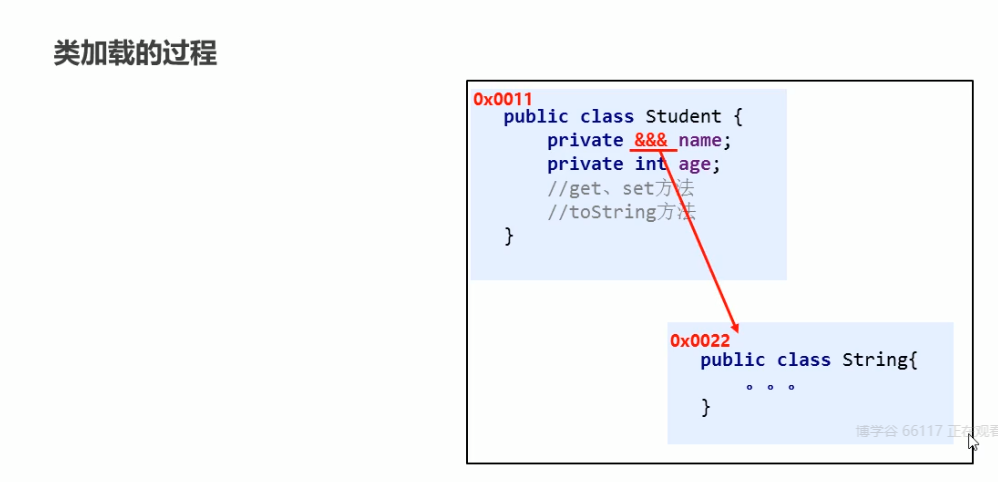 类加载的过程
0x0011
public class Student {
private &&& name;
private int age;
//get、set方法
//toString方法
}
0x0022
public class String{
。。。
}
博学谷 66117 正在观看